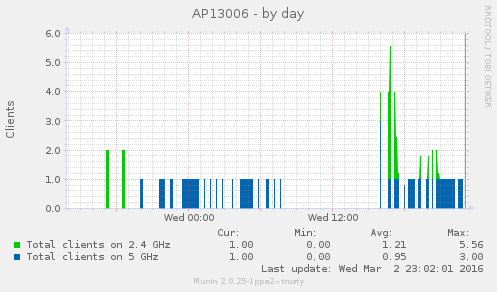 AP13006 - by day
RRDTOOL / TOBI OETIKER
Clients
6.0
5.0
4.0
3.0
2.0
1.0
0.0
Wed 00:00 Wed 12:00
Cur: Min: Avg: Max:
Total clients on 2.4 GHz 1.00 0.00 1.21 5.56
Total clients on 5 GHz 1.00 0.00 0.95 3.00
Last update: Wed Mar 2 23:02:01 2016
Munin 2.0.25-1ppa2~trusty